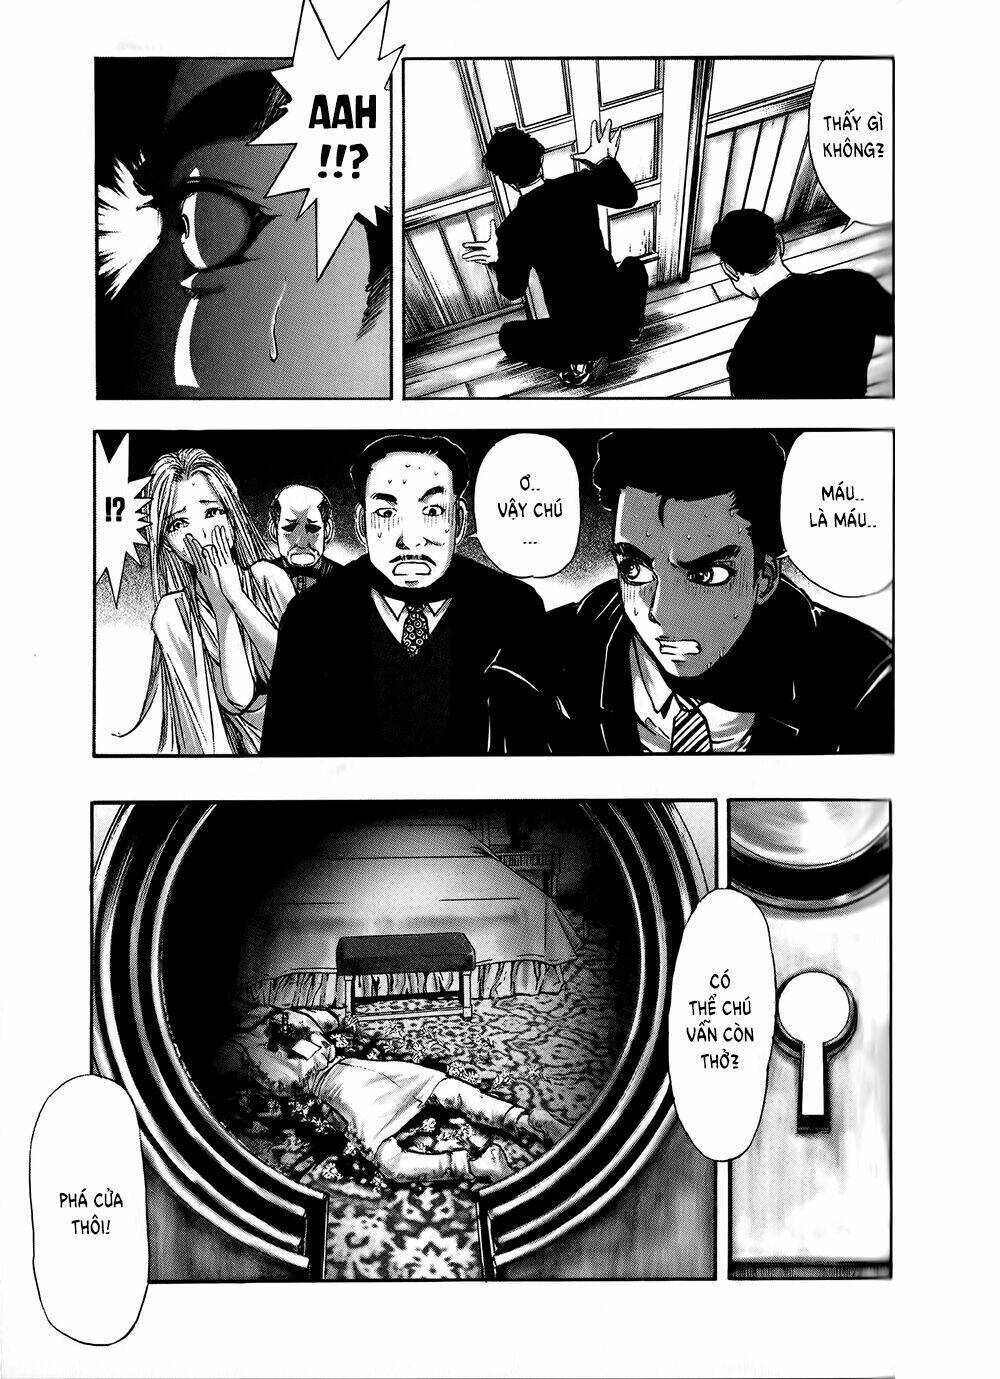 THẤY GÌ
KHÔNG?
AAH
!!?
MÁU..
LÀ MÁU..
Ơ..
VẬY CHÚ
...
!?
CÓ
THỂ CHÚ
VẪN CÒN
THỞ?
PHÁ CỬA
THÔI!